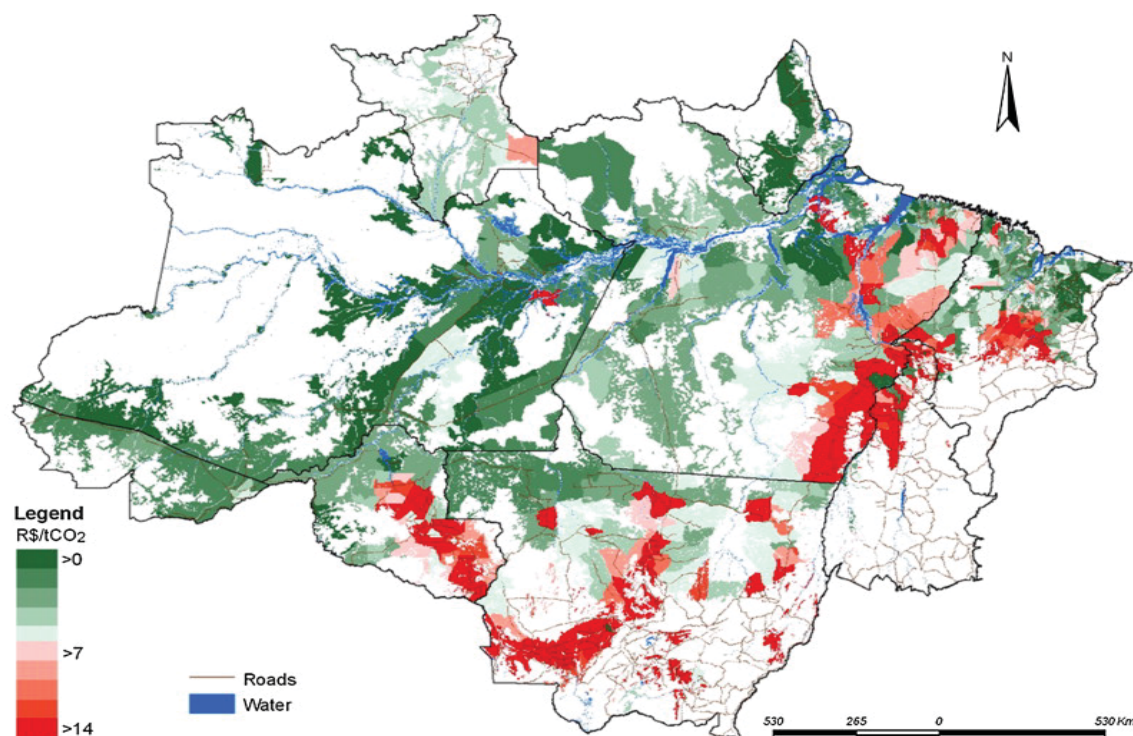 N
Legend
R$/tCO₂
>0
>7
>14
Roads
Water
530 265 0 530 Km